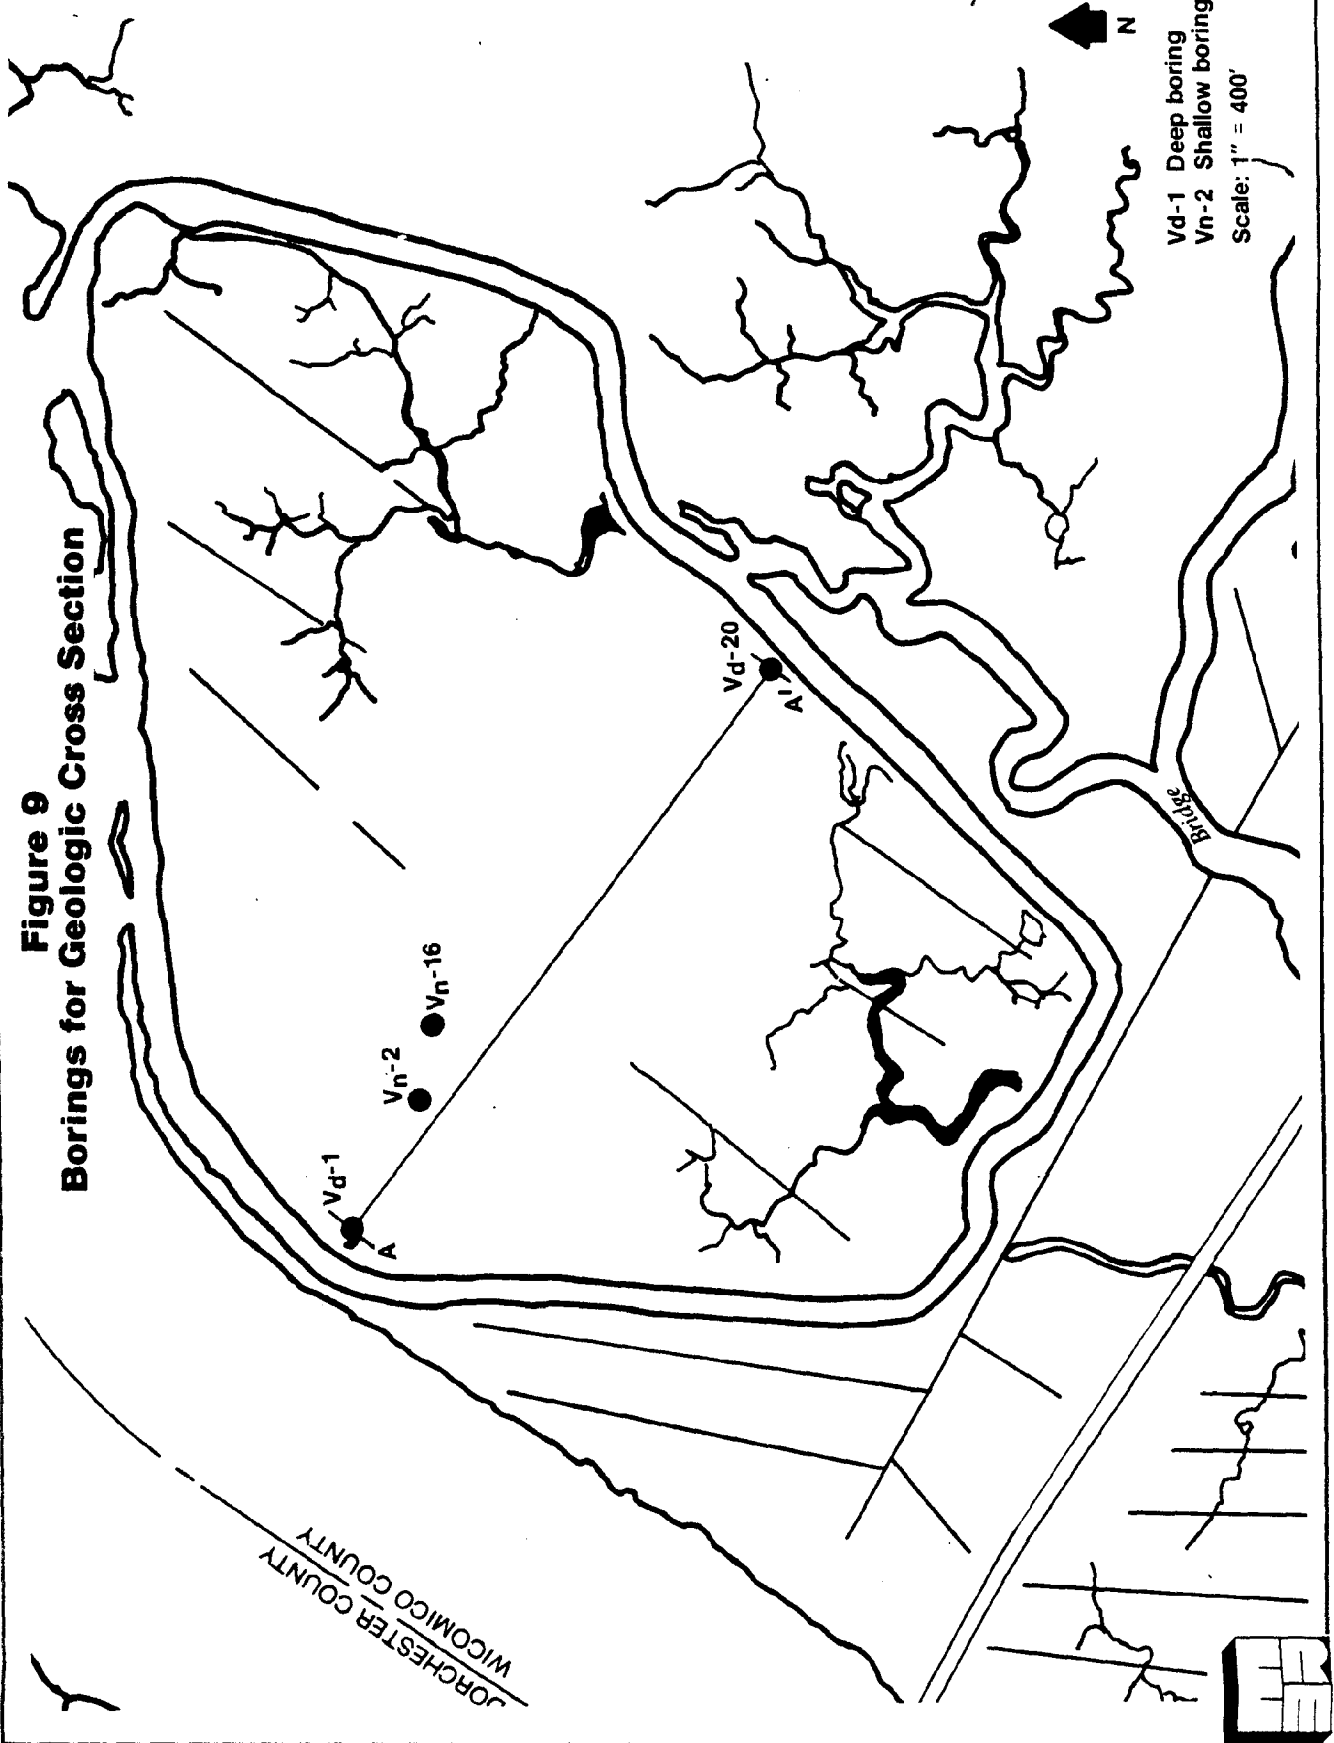 Figure 9
Borings for Geologic Cross Section
N
Vd-1 Deep boring
Vn-2 Shallow boring
Scale: 1" = 400'
Vd-1
A
Vn-2
Vn-16
Vd-20
A'
Bridge
DORCHESTER COUNTY
WICOMICO COUNTY